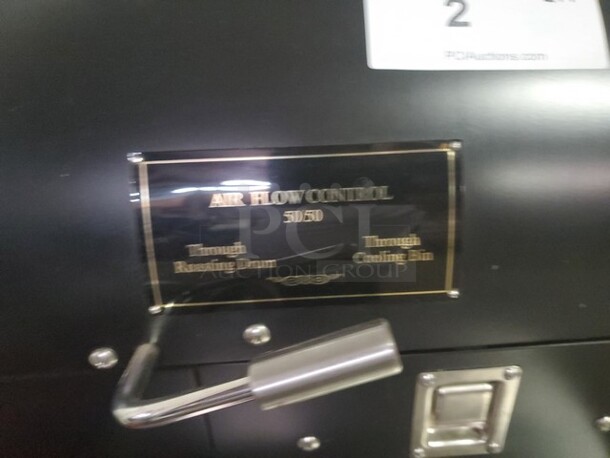 2
PCIAuctions.com
AIR FLOW CONTROL
50/50
Through
Roasting Drum
Through
Cooling Bin
PCI
AUCTION GROUP